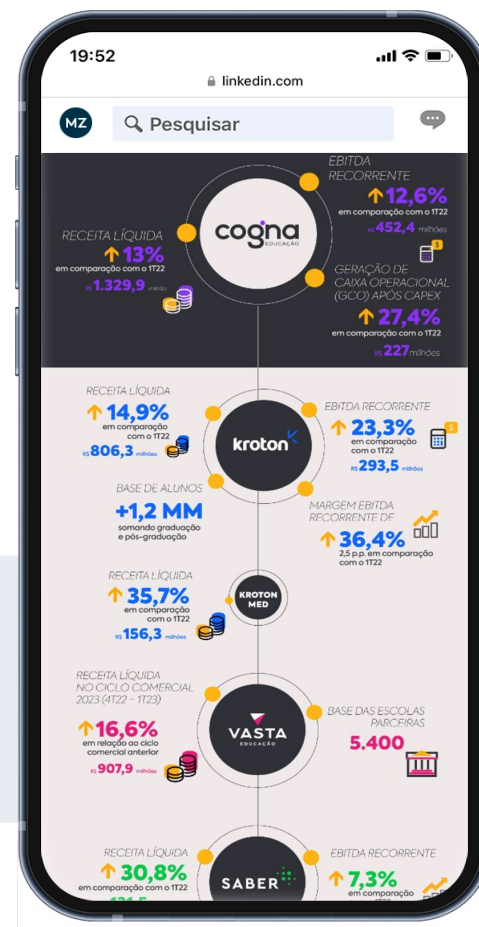 19:52
linkedin.com
MZ
Pesquisar
EBITDA
RECORRENTE
12,6%
em comparação com o 1T22
R$ 452,4 milhões
cogna
EDUCAÇÃO
RECEITA LÍQUIDA
13%
em comparação com o 1T22
R$ 1.329,9
GERAÇÃO DE
CAIXA OPERACIONAL
(GCO) APÓS CAPEX
27,4%
em comparação com o 1T22
R$ 227 milhões
RECEITA LÍQUIDA
14,9%
em comparação
com o 1T22
R$ 806,3 milhões
kroton
EBITDA RECORRENTE
23,3%
em comparação
com o 1T22
R$ 293,5 milhões
BASE DE ALUNOS
+1,2 MM
somando graduação
e pós-graduação
MARGEM EBITDA
RECORRENTE DE
36,4%
2,5 p.p. em comparação
com o 1T22
RECEITA LÍQUIDA
35,7%
em comparação
com o 1T22
R$ 156,3 milhões
KROTON
MED
RECEITA LÍQUIDA
NO CICLO COMERCIAL
2023 (4T22 - 1T23)
16,6%
em relação ao ciclo
comercial anterior
R$ 907,9 milhões
VASTA
EDUCAÇÃO
BASE DAS ESCOLAS
PARCEIRAS
5.400
RECEITA LÍQUIDA
30,8%
em comparação com o 1T22
SABER
EBITDA RECORRENTE
7,3%
em comparação